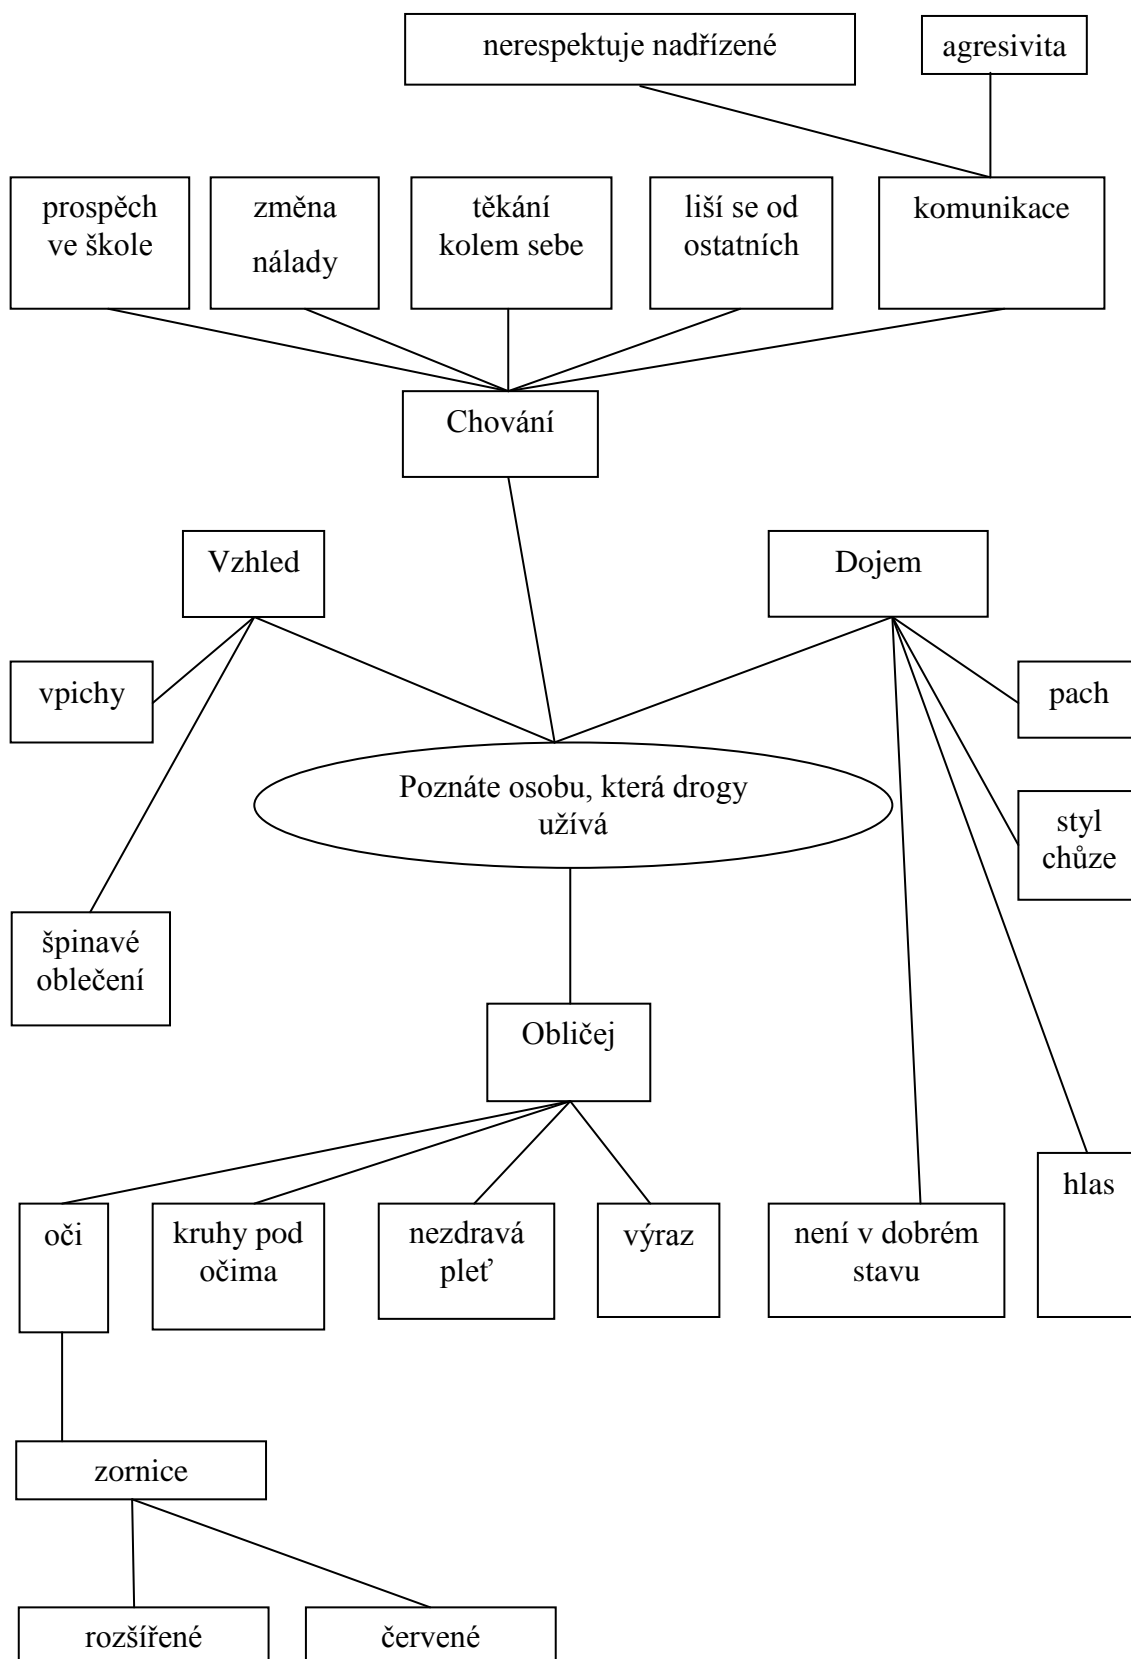 nerespektuje nadřízené
agresivita
prospěch
ve škole
změna
nálady
těkání
kolem sebe
liší se od
ostatních
komunikace
Chování
Vzhled
Dojem
vpichy
pach
Poznáte osobu, která drogy
užívá
styl
chůze
špinavé
oblečení
Obličej
oči
kruhy pod
očima
nezdravá
pleť
výraz
není v dobrém
stavu
hlas
zornice
rozšířené
červené